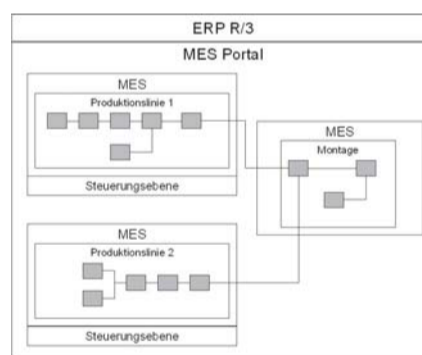 ERP R/3
MES Portal
MES
Produktionslinie 1
Steuerungsebene
MES
Montage
MES
Produktionslinie 2
Steuerungsebene